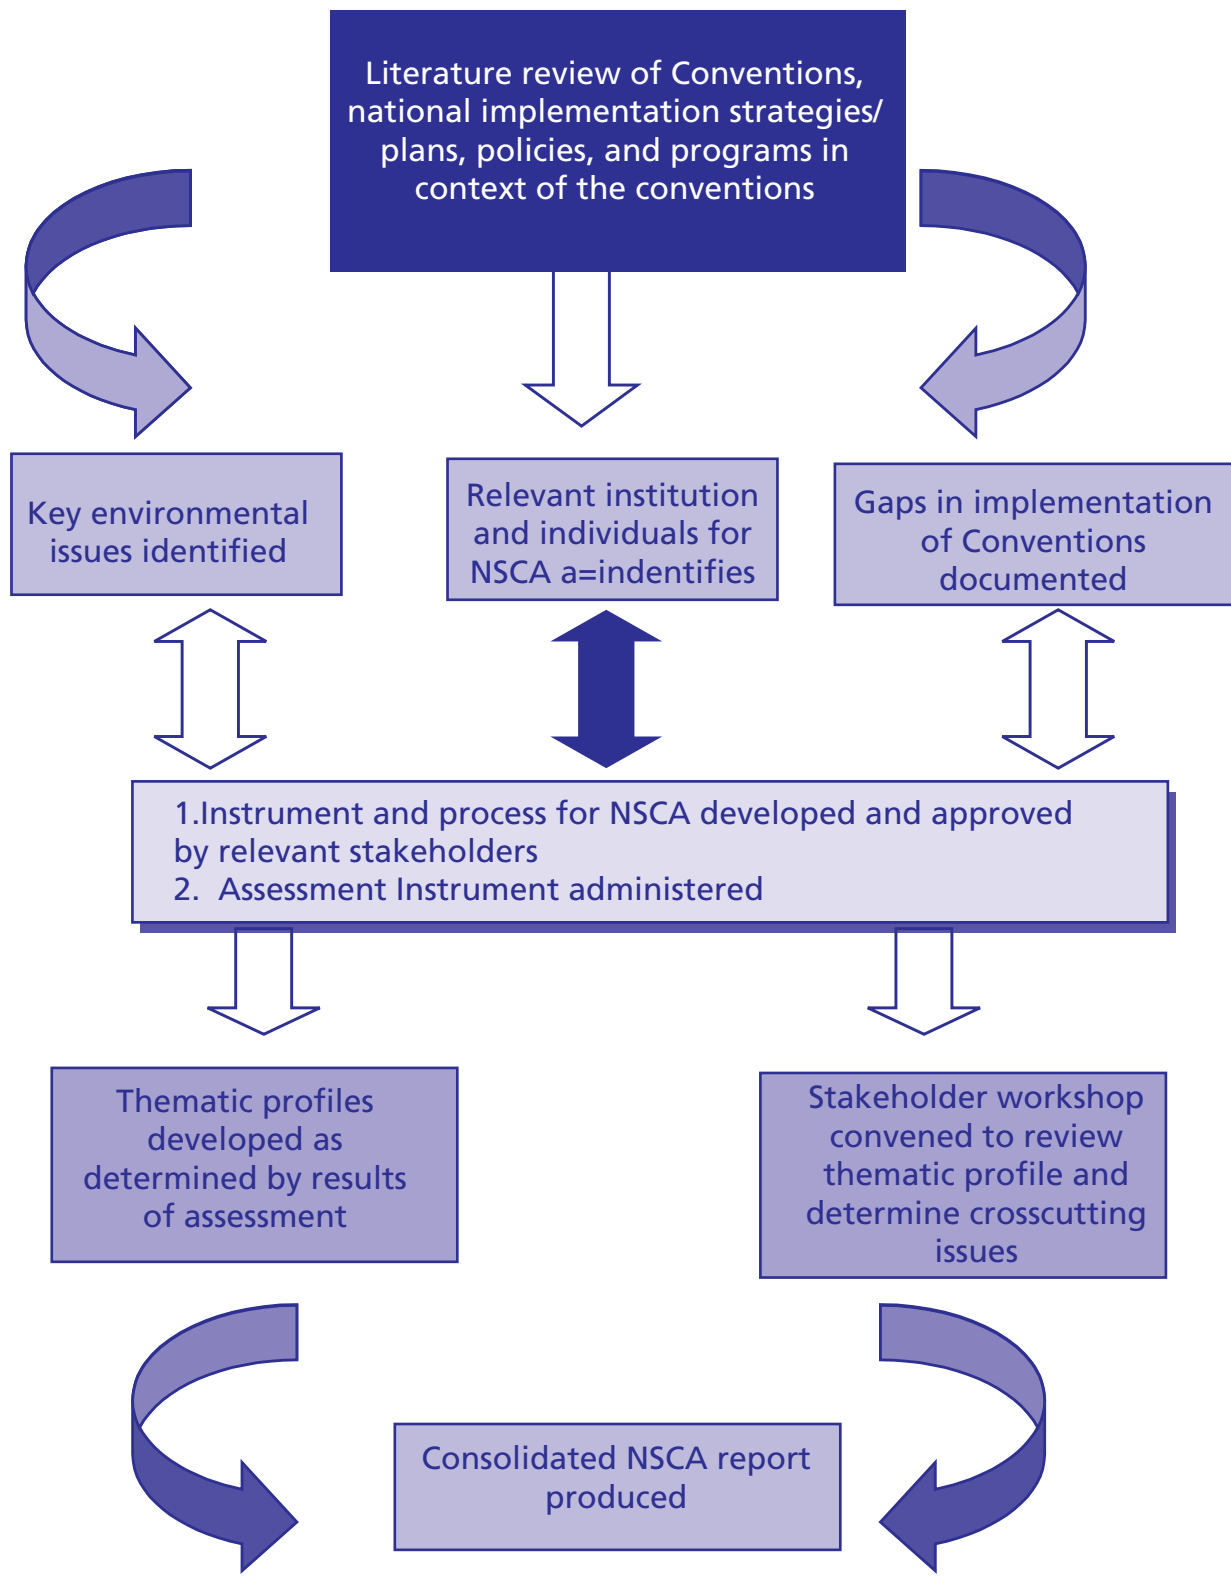 Literature review of Conventions,
national implementation strategies/
plans, policies, and programs in
context of the conventions
Key environmental
issues identified
Relevant institution
and individuals for
NSCA a=indentifies
Gaps in implementation
of Conventions
documented
1.Instrument and process for NSCA developed and approved
by relevant stakeholders
2.  Assessment Instrument administered
Thematic profiles
developed as
determined by results
of assessment
Stakeholder workshop
convened to review
thematic profile and
determine crosscutting
issues
Consolidated NSCA report
produced